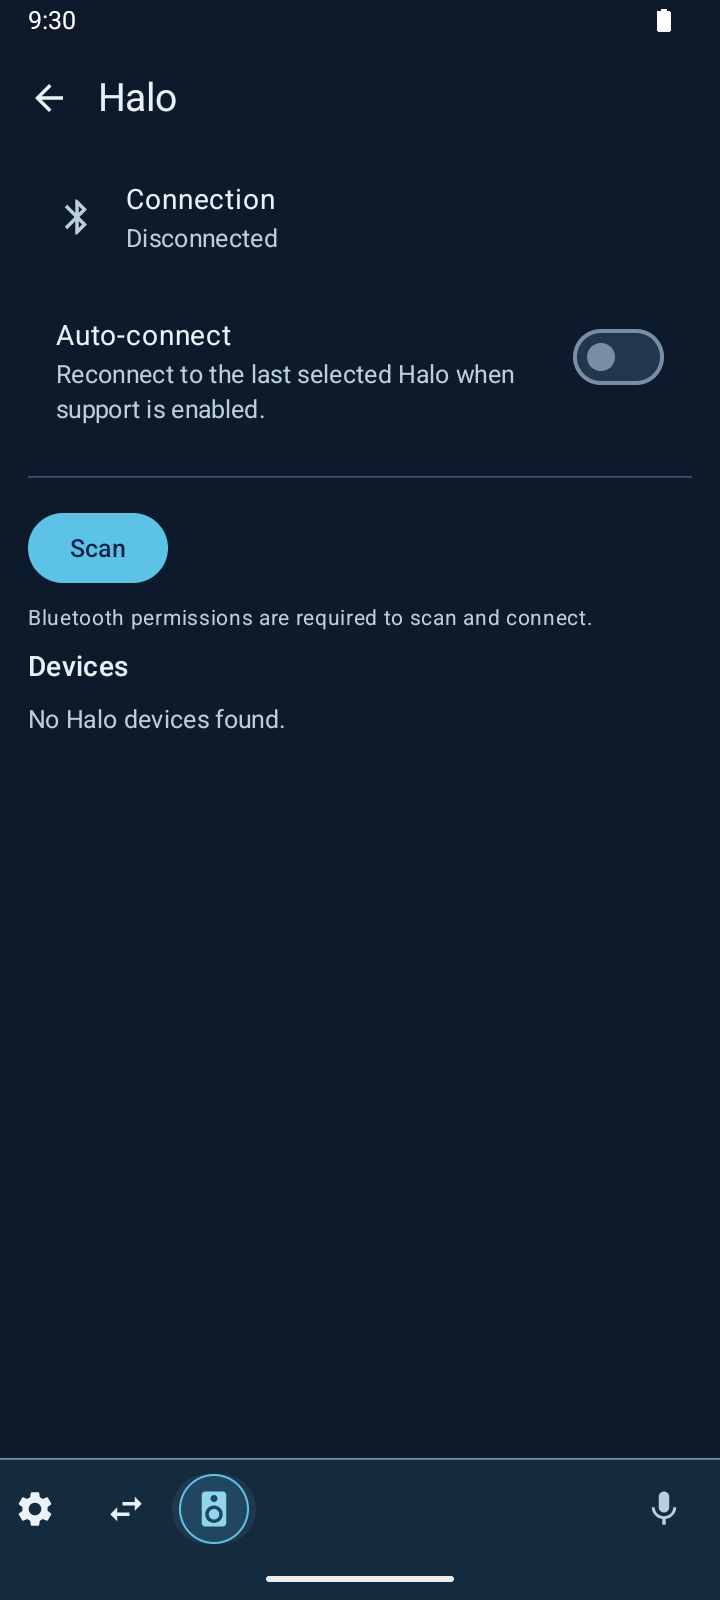 9:30
Halo
Connection
Disconnected
Auto-connect
Reconnect to the last selected Halo when
support is enabled.
Scan
Bluetooth permissions are required to scan and connect.
Devices
No Halo devices found.